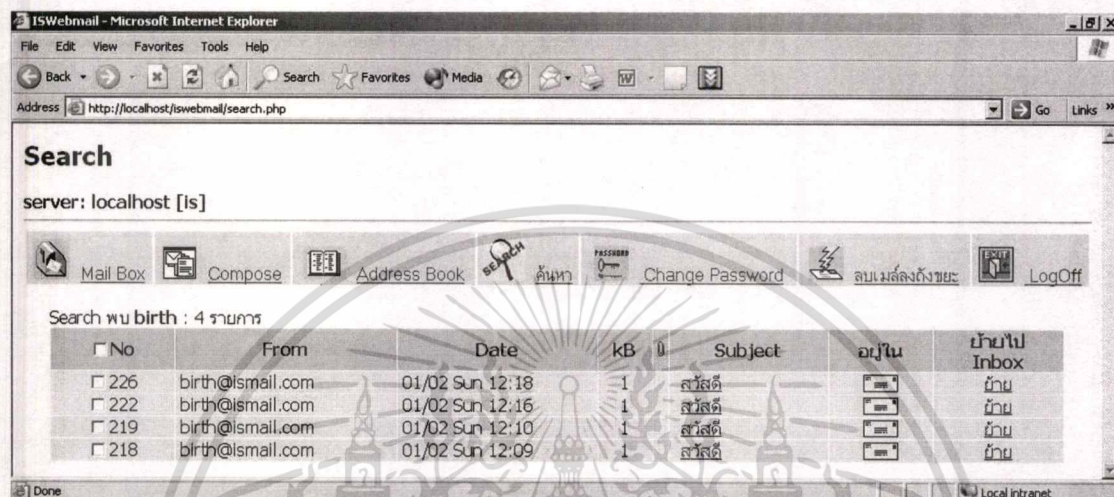 ISWebmail - Microsoft Internet Explorer
File Edit View Favorites Tools Help
Back Search Favorites Media
Address http://localhost/iswebmail/search.php Go Links »
Search
server: localhost [is]
Mail Box Compose Address Book SEARCH ค้นหา PASSWORD Change Password ลบเมล์ลงถังขยะ EXIT LogOff
Search พบ birth : 4 รายการ
No From Date kB Subject อยู่ใน ย้ายไป Inbox
226 birth@ismail.com 01/02 Sun 12:18 1 สวัสดี ย้าย
222 birth@ismail.com 01/02 Sun 12:16 1 สวัสดี ย้าย
219 birth@ismail.com 01/02 Sun 12:10 1 สวัสดี ย้าย
218 birth@ismail.com 01/02 Sun 12:09 1 สวัสดี ย้าย
Done Local intranet